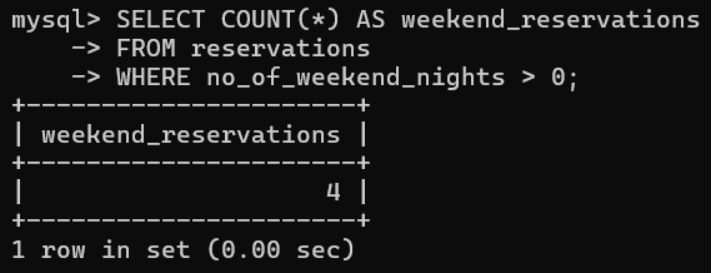 mysql> SELECT COUNT(*) AS weekend_reservations
    -> FROM reservations
    -> WHERE no_of_weekend_nights > 0;
+----------------------+
| weekend_reservations |
+----------------------+
|                    4 |
+----------------------+
1 row in set (0.00 sec)